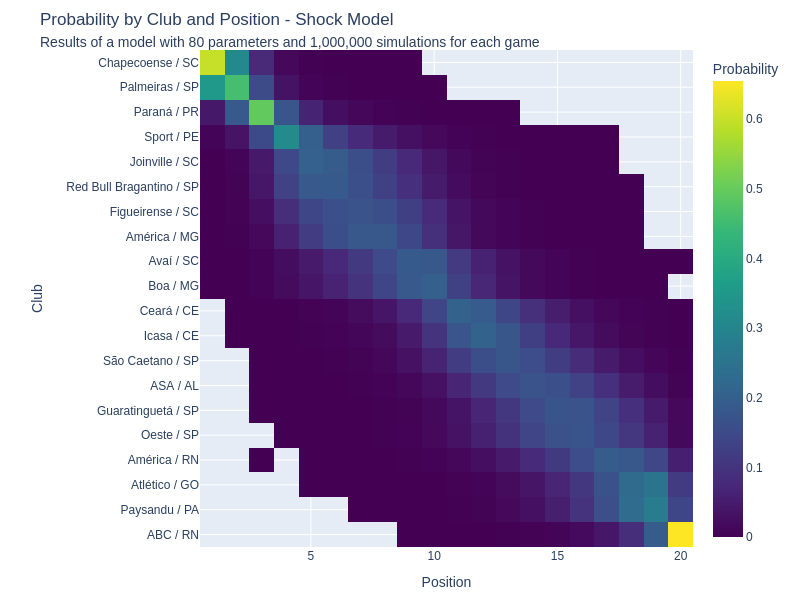 Probability by Club and Position - Shock Model
Results of a model with 80 parameters and 1,000,000 simulations for each game
Probability
Chapecoense / SC
Palmeiras / SP
Paraná / PR
Sport / PE
Joinville / SC
Red Bull Bragantino / SP
Figueirense / SC
América / MG
Avaí / SC
Boa / MG
Ceará / CE
Icasa / CE
São Caetano / SP
ASA / AL
Guaratinguetá / SP
Oeste / SP
América / RN
Atlético / GO
Paysandu / PA
ABC / RN
Club
5
10
15
20
Position
0.6
0.5
0.4
0.3
0.2
0.1
0